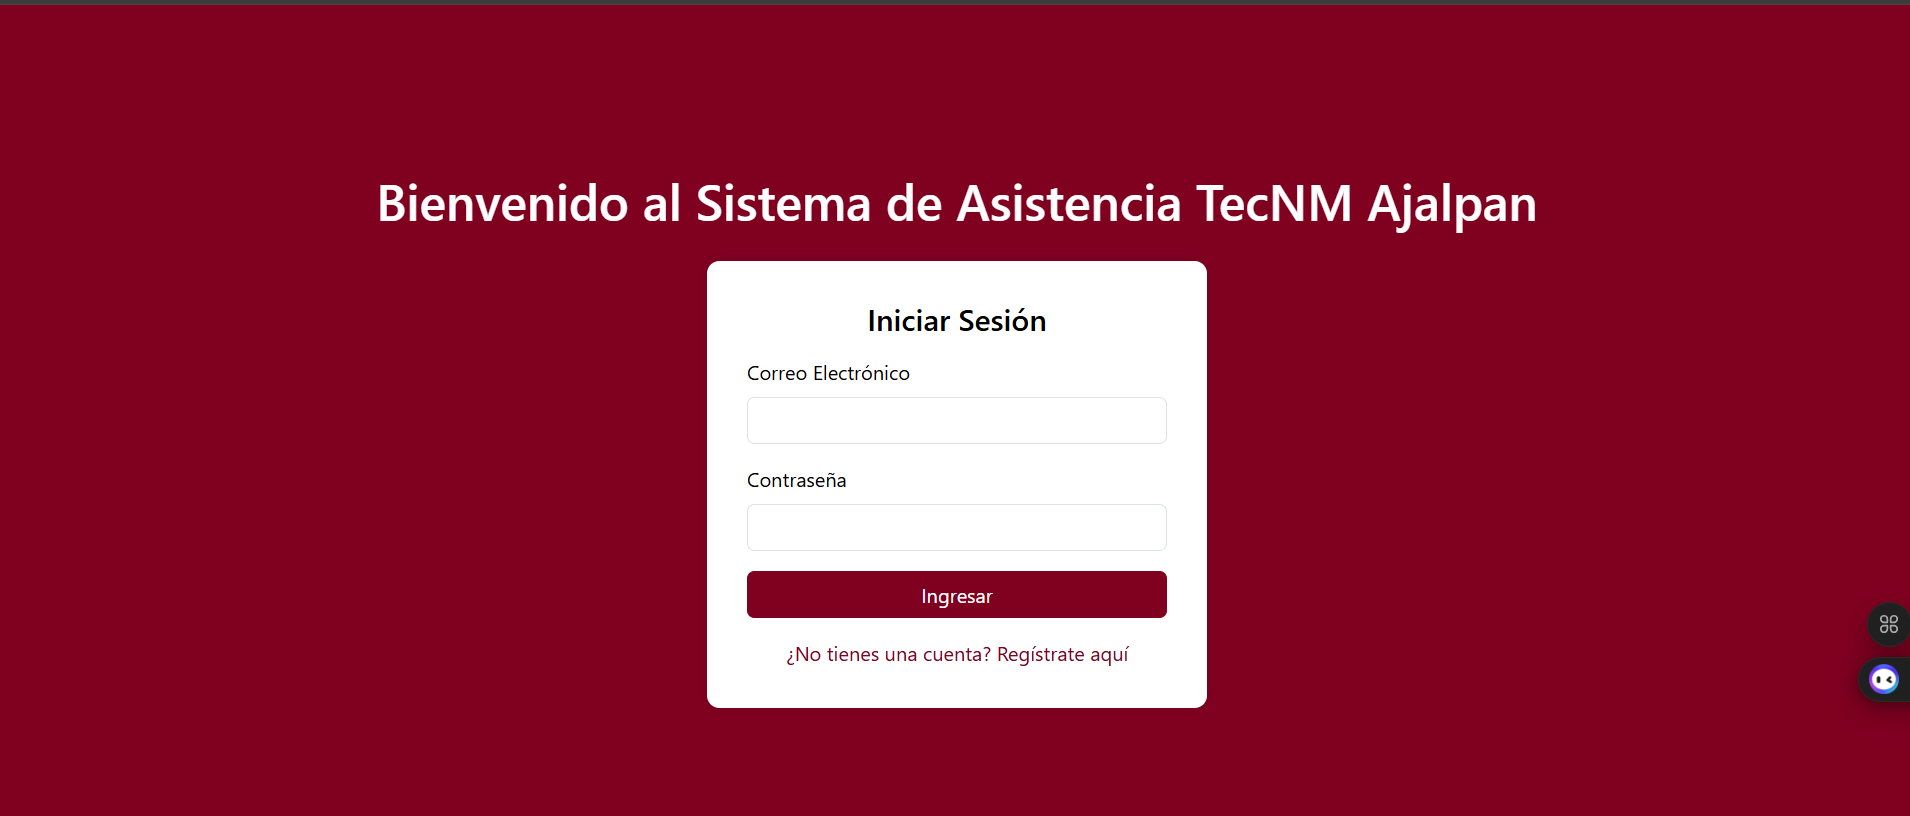 Bienvenido al Sistema de Asistencia TecNM Ajalpan
Iniciar Sesión
Correo Electrónico
Contraseña
Ingresar
¿No tienes una cuenta? Regístrate aquí